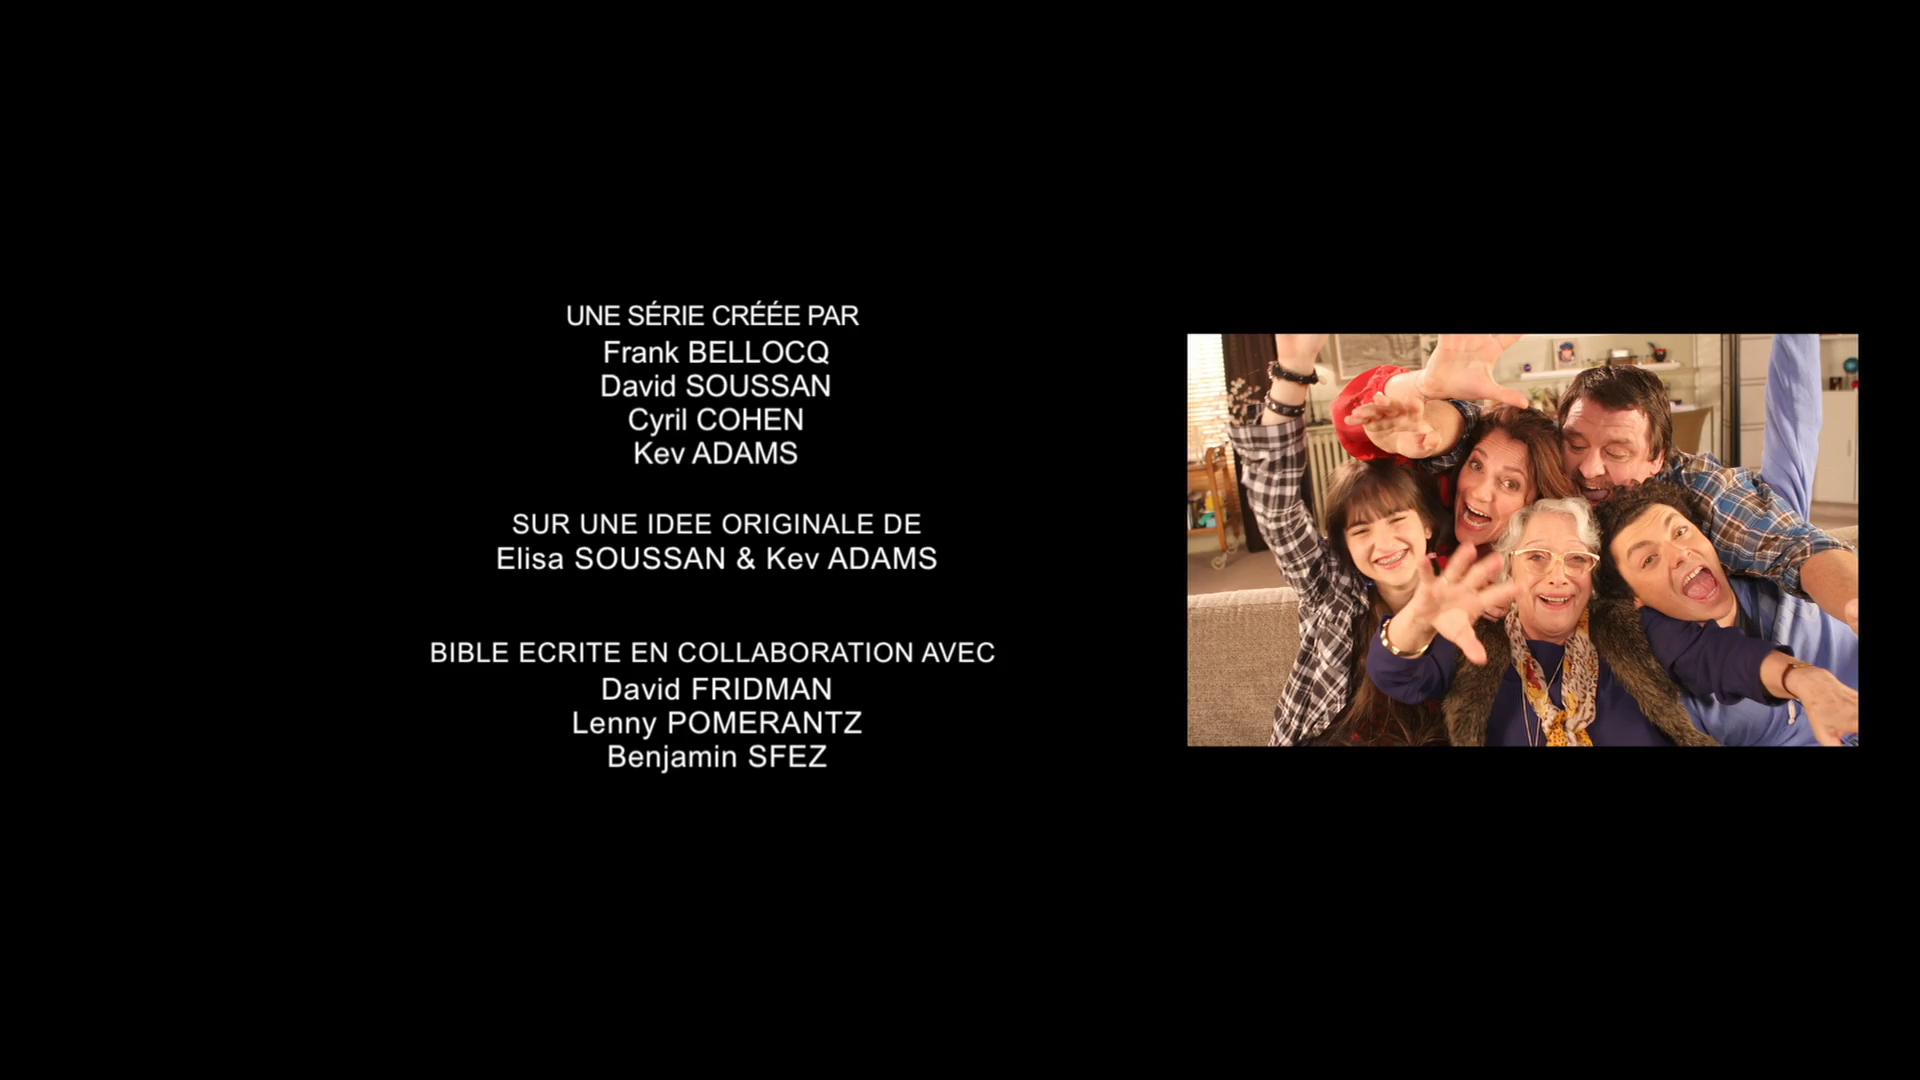 UNE SÉRIE CRÉÉE PAR
Frank BELLOCQ
David SOUSSAN
Cyril COHEN
Kev ADAMS
SUR UNE IDEE ORIGINALE DE
Elisa SOUSSAN & Kev ADAMS
BIBLE ECRITE EN COLLABORATION AVEC
David FRIDMAN
Lenny POMERANTZ
Benjamin SFEZ